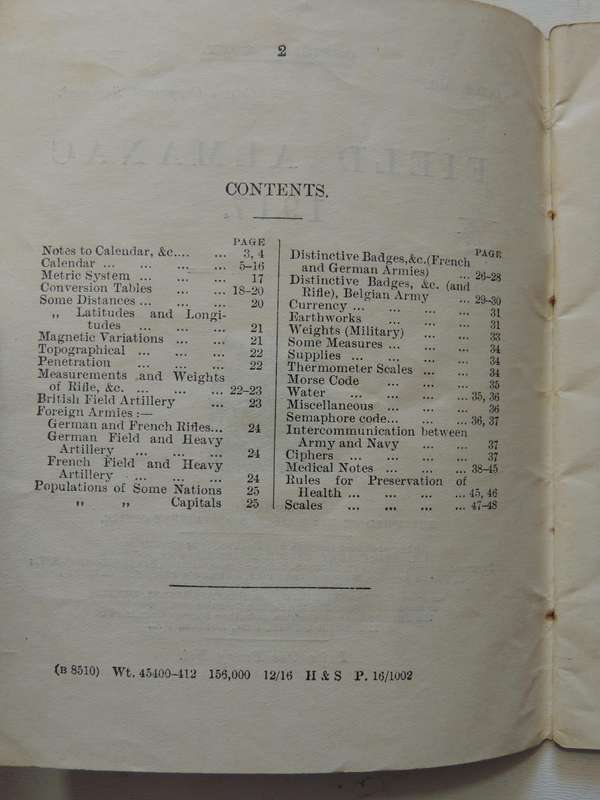 2
CONTENTS.
PAGE
Notes to Calendar, &c.... ... 3, 4
Calendar ... ... ... ... 5-16
Metric System ... ... ... 17
Conversion Tables ... ... 18-20
Some Distances ... ... ... 20
„ Latitudes and Longi-
tudes ... ... ... 21
Magnetic Variations ... ... 21
Topographical ... ... ... 22
Penetration ... ... ... 22
Measurements and Weights
of Rifle, &c. ... ... ... 22-23
British Field Artillery ... 23
Foreign Armies :—
German and French Rifles... 24
German Field and Heavy
Artillery ... ... ... 24
French Field and Heavy
Artillery ... ... ... 24
Populations of Some Nations 25
„ „ Capitals 25
PAGE
Distinctive Badges,&c.(French
and German Armies) ... 26-28
Distinctive Badges, &c. (and
Rifle), Belgian Army ... 29-30
Currency ... ... ... ... 31
Earthworks ... ... ... 31
Weights (Military) ... ... 33
Some Measures ... ... ... 34
Supplies ... ... ... ... 34
Thermometer Scales ... ... 34
Morse Code ... ... ... 35
Water ... ... ... ... 35, 36
Miscellaneous ... ... ... 36
Semaphore code... ... ... 36, 37
Intercommunication between
Army and Navy ... ... 37
Ciphers ... ... ... ... 37
Medical Notes ... ... ... 38-45
Rules for Preservation of
Health ... ... ... ... 45, 46
Scales ... ... ... ... 47-48
(B 8510) Wt. 45400-412 156,000 12/16 H & S P. 16/1002